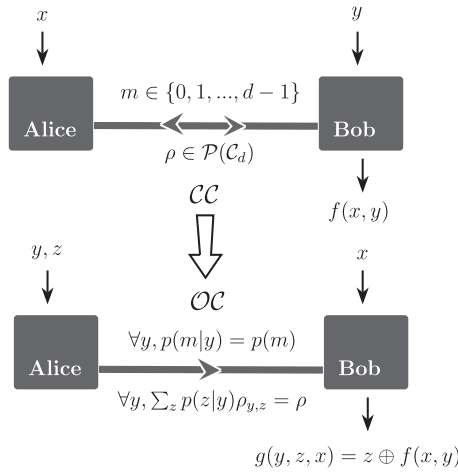 x y
m ∈ {0, 1, ..., d − 1}
Alice Bob
ρ ∈ 𝒫(𝒞_d)
𝒞𝒞
f(x, y)
y, z x
𝒪𝒞
∀y, p(m|y) = p(m)
Alice Bob
∀y, ∑_z p(z|y)ρ_{y,z} = ρ
g(y, z, x) = z ⊕ f(x, y)